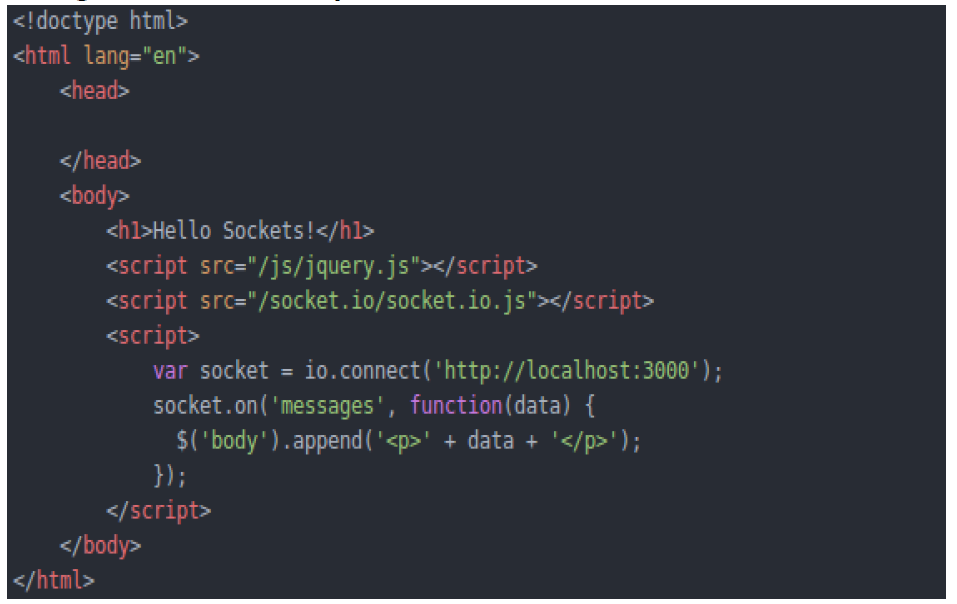 <!doctype html>
<html lang="en">
    <head>

    </head>
    <body>
        <h1>Hello Sockets!</h1>
        <script src="/js/jquery.js"></script>
        <script src="/socket.io/socket.io.js"></script>
        <script>
            var socket = io.connect('http://localhost:3000');
            socket.on('messages', function(data) {
              $('body').append('<p>' + data + '</p>');
            });
        </script>
    </body>
</html>